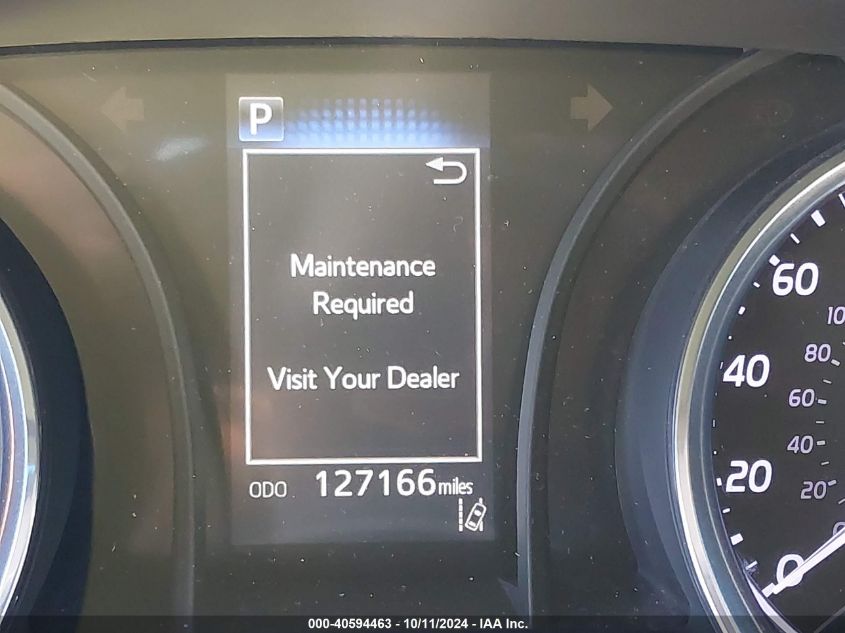 P
Maintenance
Required
Visit Your Dealer
ODO 127166 miles
60
40
20
0
80
60
40
20
000-40594463 - 10/11/2024 - IAA Inc.